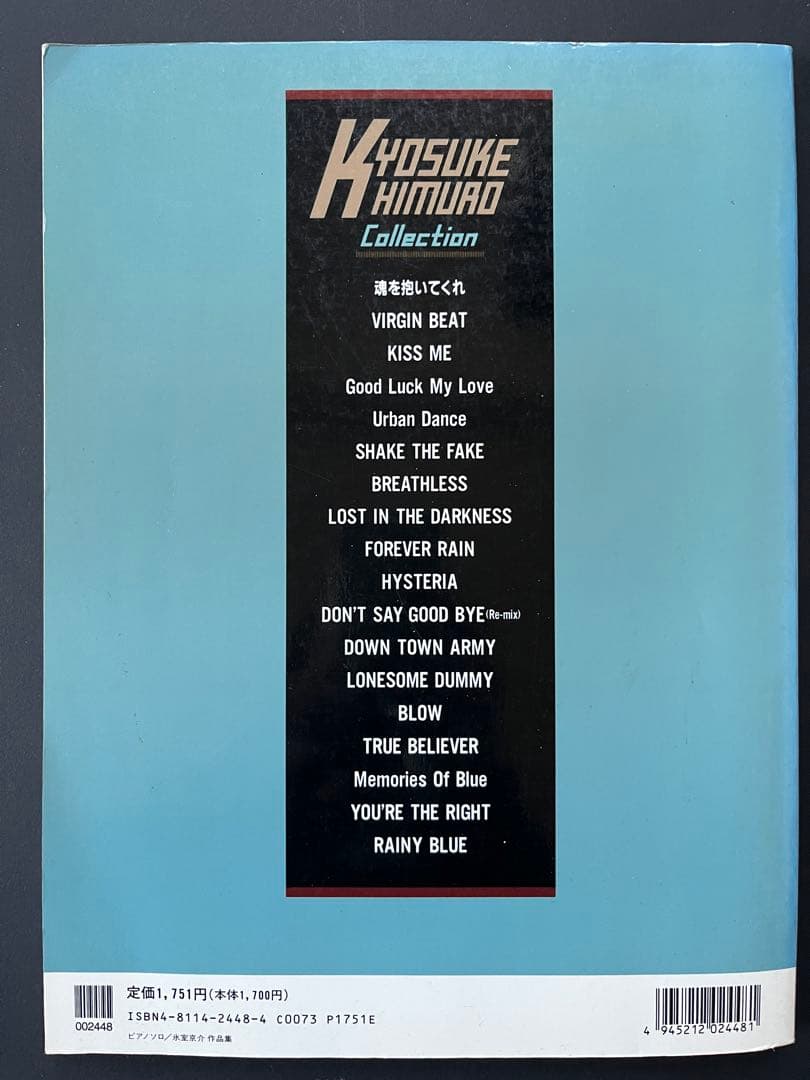 KYOSUKE
HIMURO
Collection
魂を抱いてくれ
VIRGIN BEAT
KISS ME
Good Luck My Love
Urban Dance
SHAKE THE FAKE
BREATHLESS
LOST IN THE DARKNESS
FOREVER RAIN
HYSTERIA
DON'T SAY GOOD BYE(Re-mix)
DOWN TOWN ARMY
LONESOME DUMMY
BLOW
TRUE BELIEVER
Memories Of Blue
YOU'RE THE RIGHT
RAINY BLUE
定価1,751円(本体1,700円)
ISBN4-8114-2448-4 C0073 P1751E
ピアノソロ/氷室京介 作品集
002448
4 945212 024481